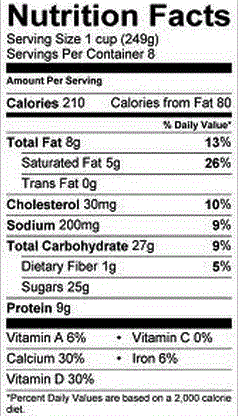 Nutrition Facts
Serving Size 1 cup (249g)
Servings Per Container 8
Amount Per Serving
Calories 210 Calories from Fat 80
% Daily Value*
Total Fat 8g 13%
Saturated Fat 5g 26%
Trans Fat 0g
Cholesterol 30mg 10%
Sodium 200mg 9%
Total Carbohydrate 27g 9%
Dietary Fiber 1g 5%
Sugars 25g
Protein 9g
Vitamin A 6% • Vitamin C 0%
Calcium 30% • Iron 6%
Vitamin D 30%
*Percent Daily Values are based on a 2,000 calorie
diet.